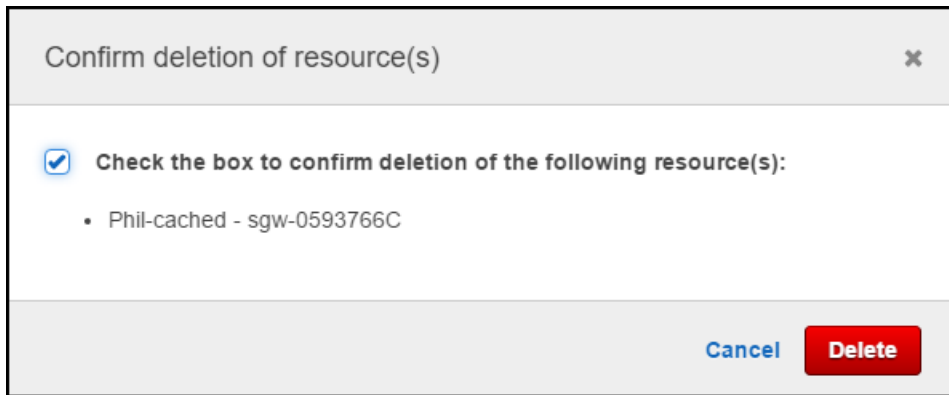 Confirm deletion of resource(s)
Check the box to confirm deletion of the following resource(s):
• Phil-cached - sgw-0593766C
Cancel
Delete